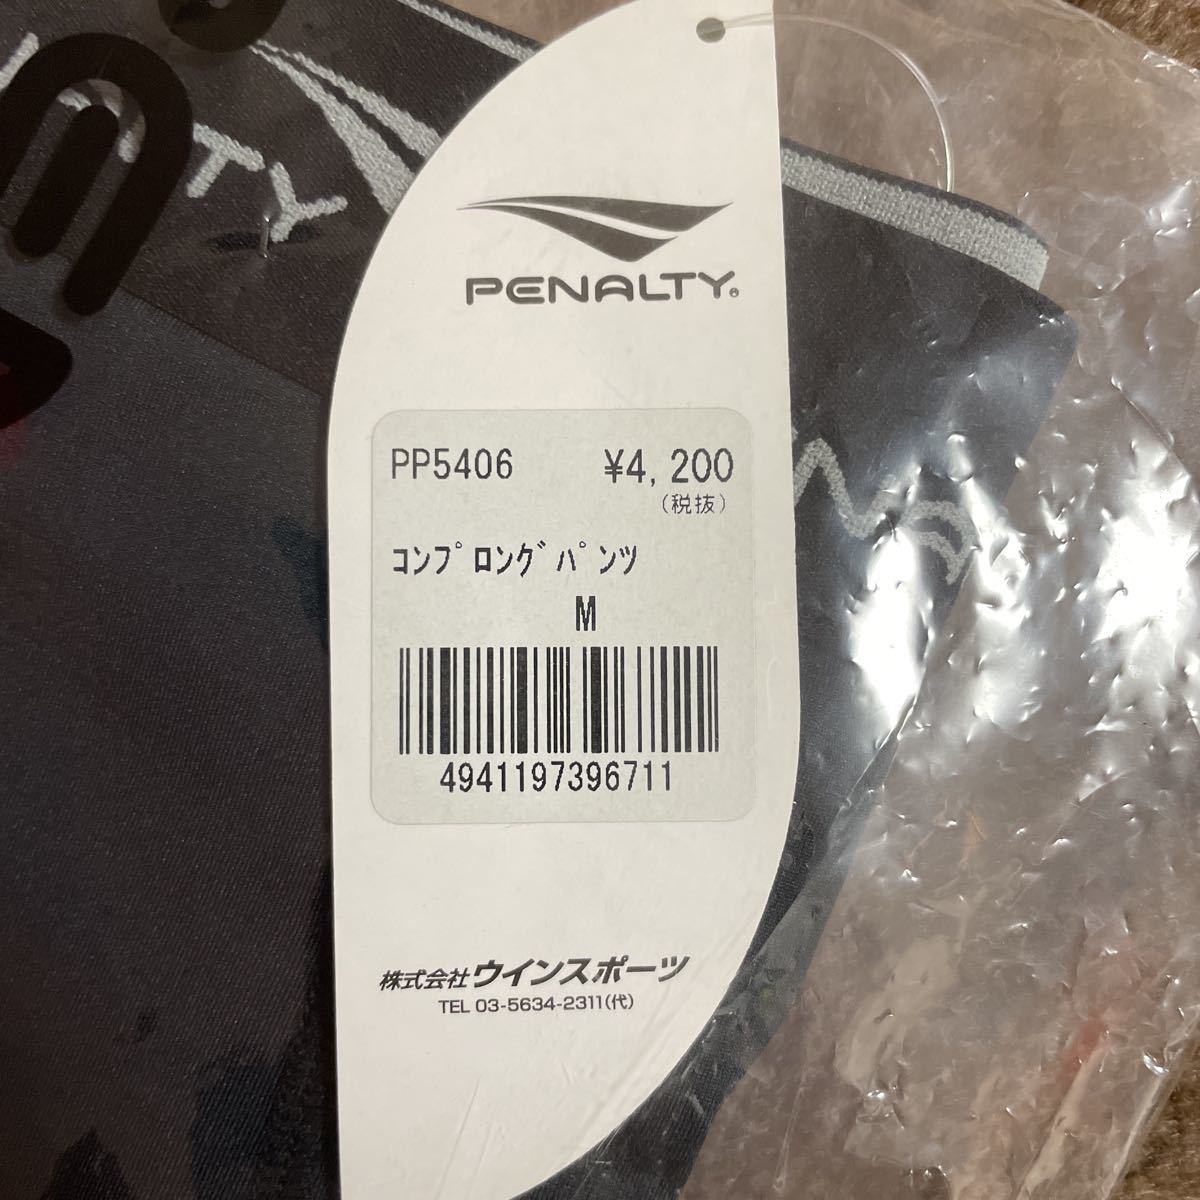 PENALTY®
PP5406 ¥4,200
(税抜)
ｺﾝﾌﾟﾛﾝｸﾞﾊﾟﾝﾂ
M
4941197396711
株式会社ウインスポーツ
TEL 03-5634-2311(代)